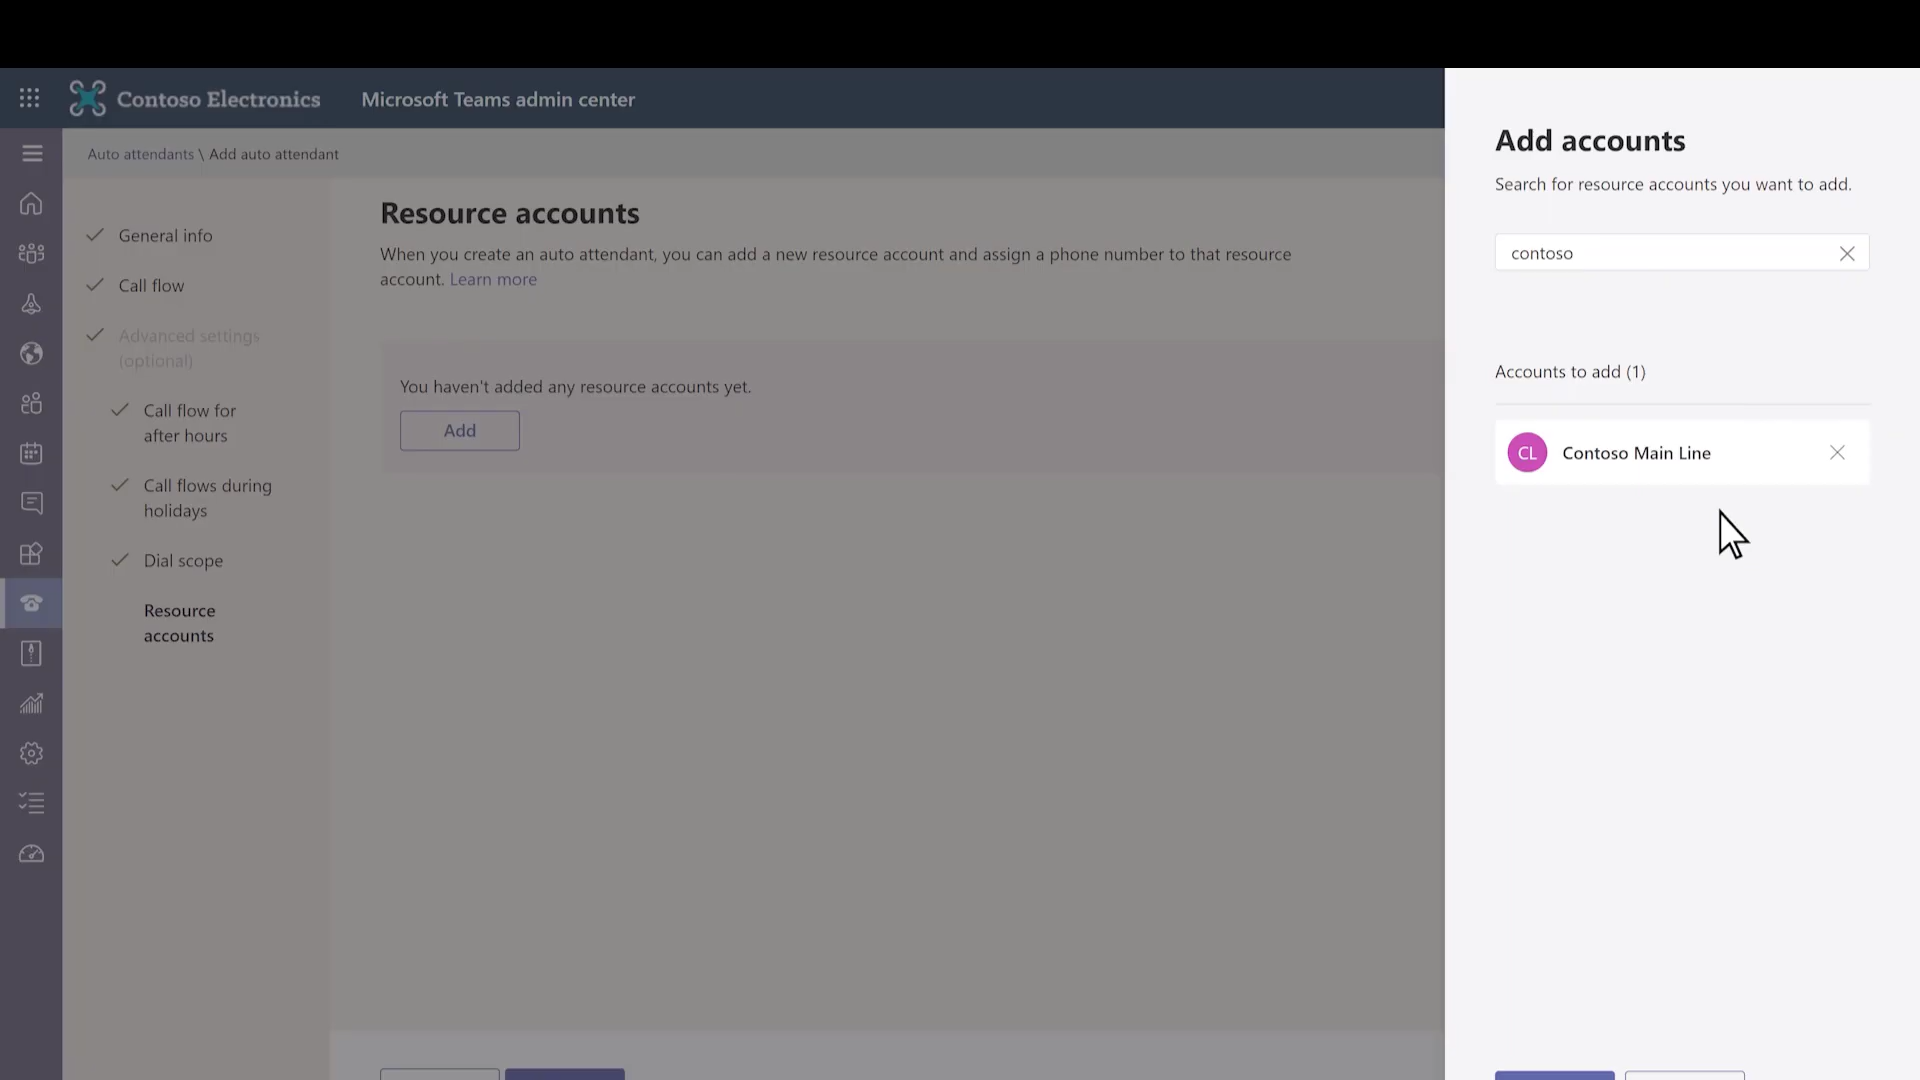 Contoso Electronics
Microsoft Teams admin center
Auto attendants \ Add auto attendant
General info
Call flow
Advanced settings
(optional)
Call flow for
after hours
Call flows during
holidays
Dial scope
Resource
accounts
Resource accounts
When you create an auto attendant, you can add a new resource account and assign a phone number to that resource
account. Learn more
You haven't added any resource accounts yet.
Add
Add accounts
Search for resource accounts you want to add.
contoso
Accounts to add (1)
CL
Contoso Main Line